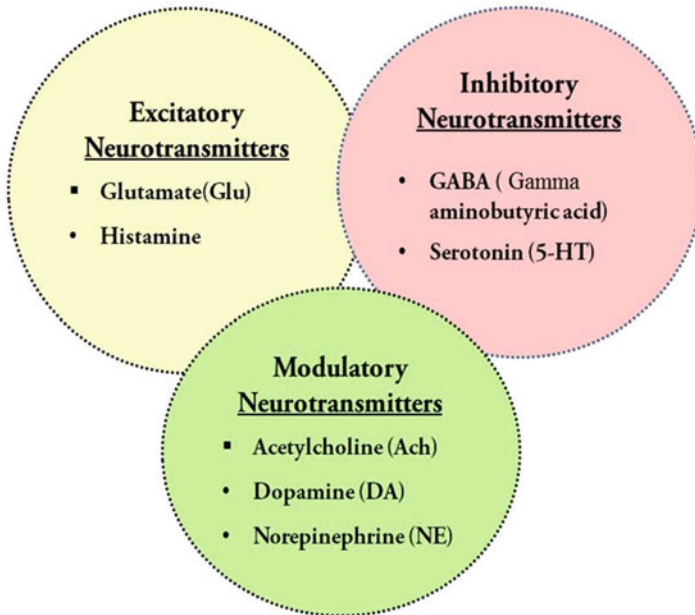 Excitatory
Neurotransmitters
▪ Glutamate(Glu)
• Histamine
Inhibitory
Neurotransmitters
• GABA ( Gamma
aminobutyric acid)
• Serotonin (5-HT)
Modulatory
Neurotransmitters
▪ Acetylcholine (Ach)
• Dopamine (DA)
• Norepinephrine (NE)